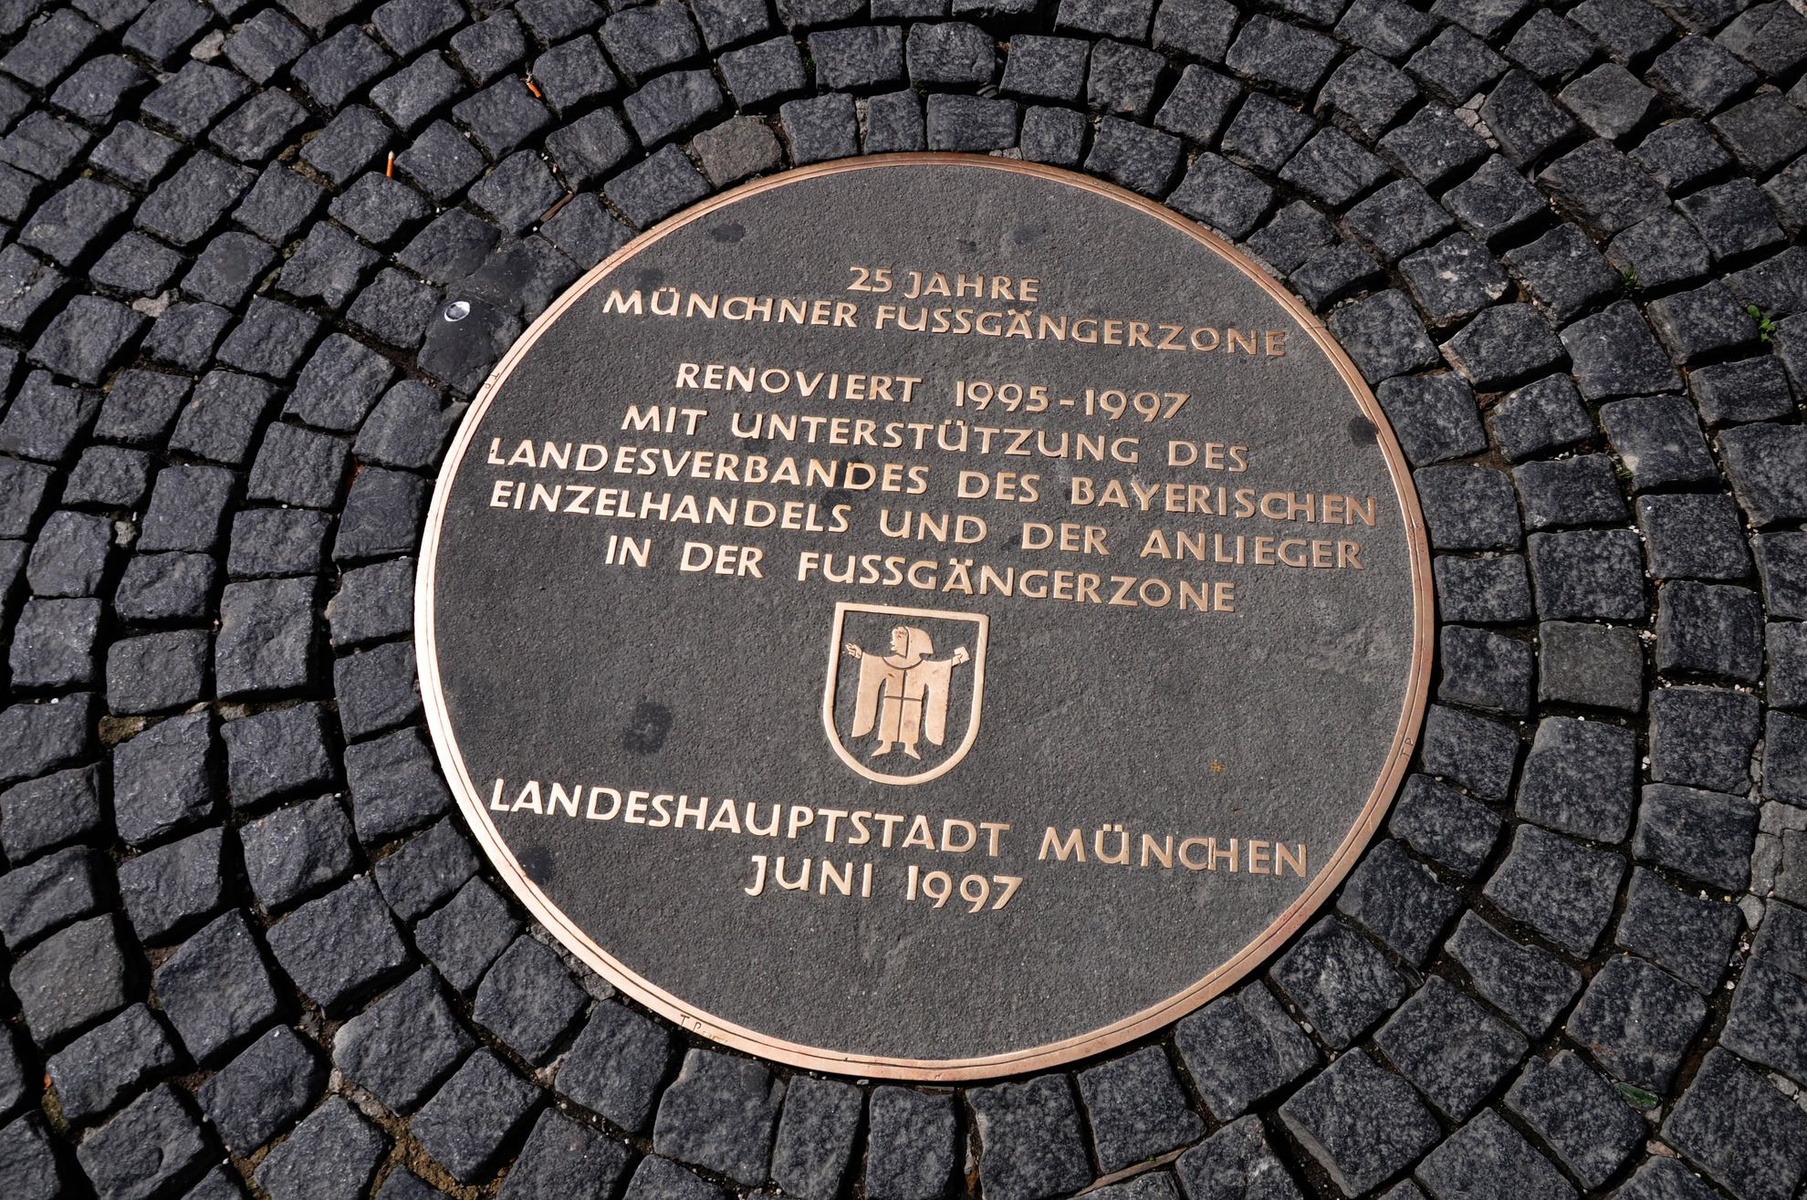 25 JAHRE
MÜNCHNER FUSSGÄNGERZONE
RENOVIERT 1995-1997
MIT UNTERSTÜTZUNG DES
LANDESVERBANDES DES BAYERISCHEN
EINZELHANDELS UND DER ANLIEGER
IN DER FUSSGÄNGERZONE
LANDESHAUPTSTADT MÜNCHEN
JUNI 1997